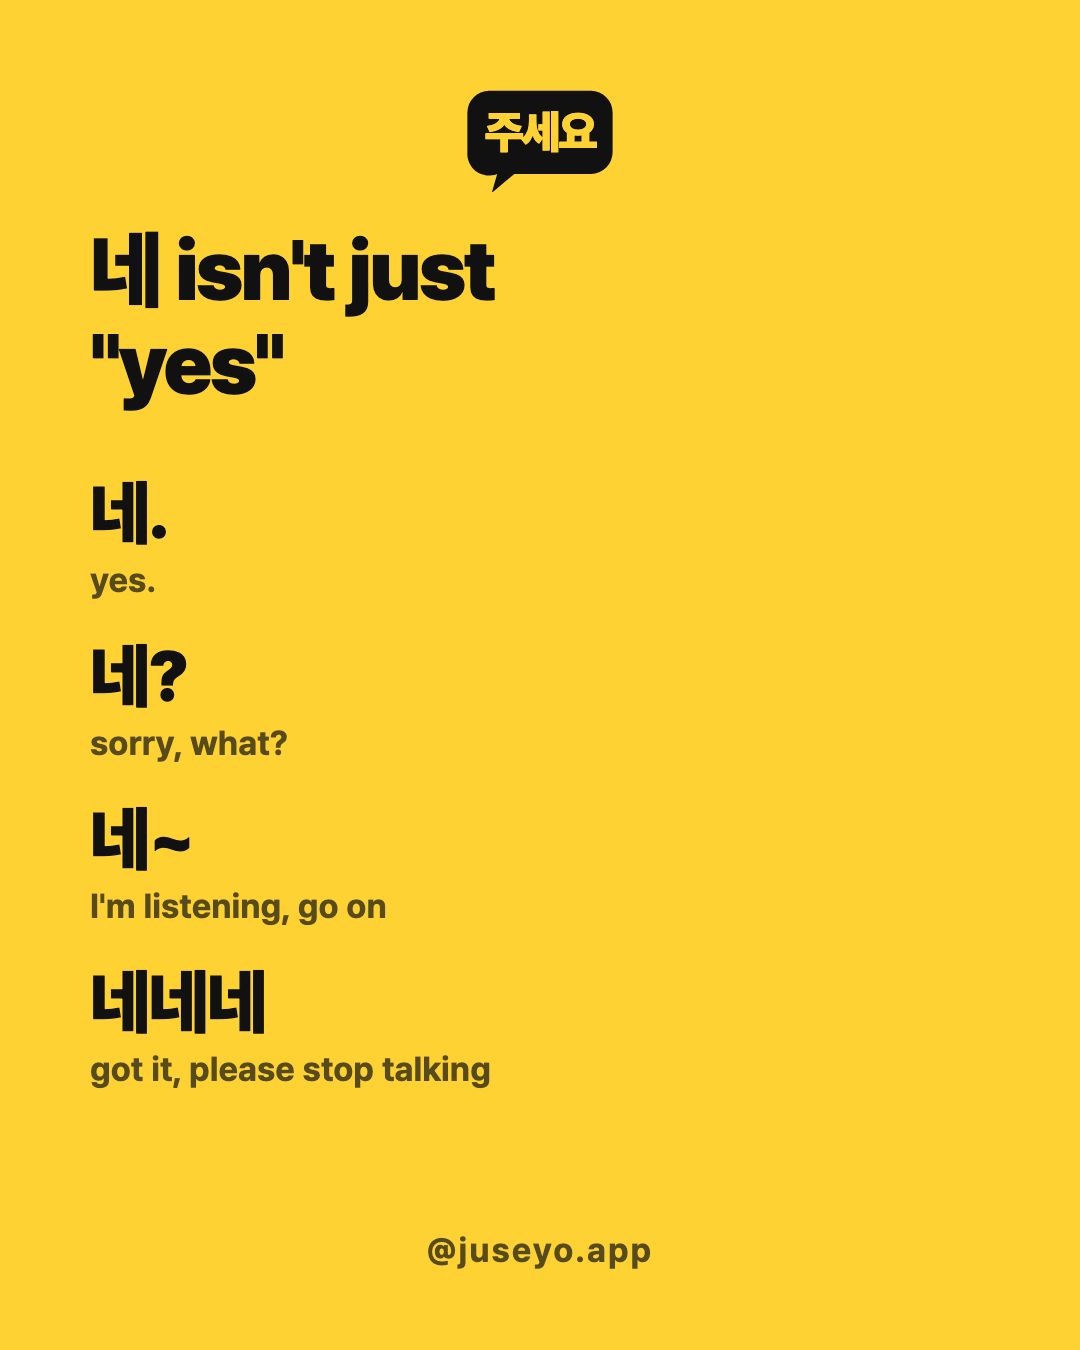 주세요
네 isn't just
"yes"
네.
yes.
네?
sorry, what?
네~
I'm listening, go on
네네네
got it, please stop talking
@juseyo.app